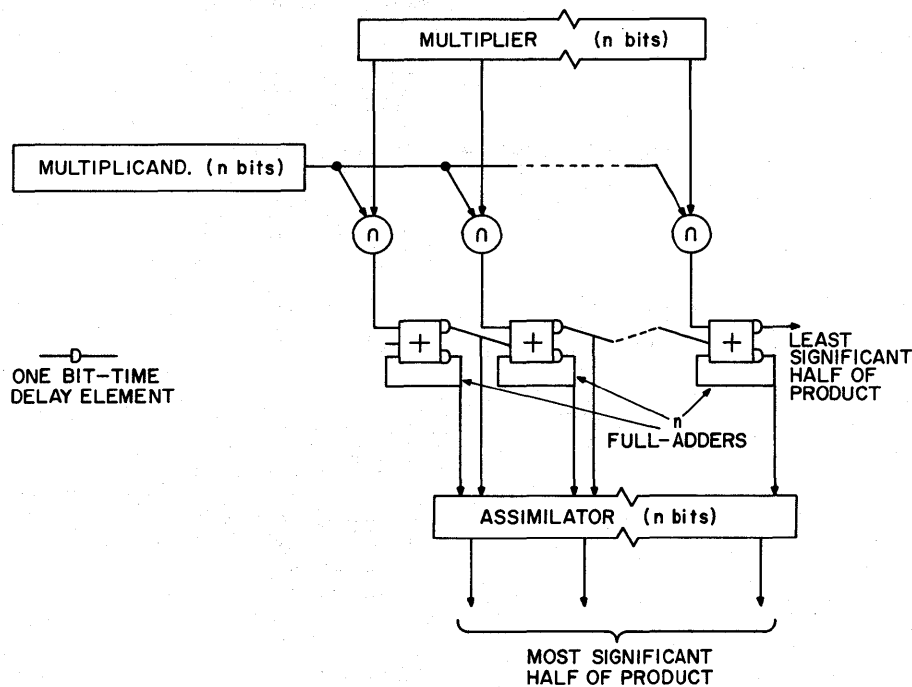 MULTIPLIER (n bits)
MULTIPLICAND. (n bits)
∩ ∩ ∩
+ + +
LEAST
SIGNIFICANT
HALF OF
PRODUCT
ONE BIT-TIME
DELAY ELEMENT
n
FULL-ADDERS
ASSIMILATOR (n bits)
MOST SIGNIFICANT
HALF OF PRODUCT